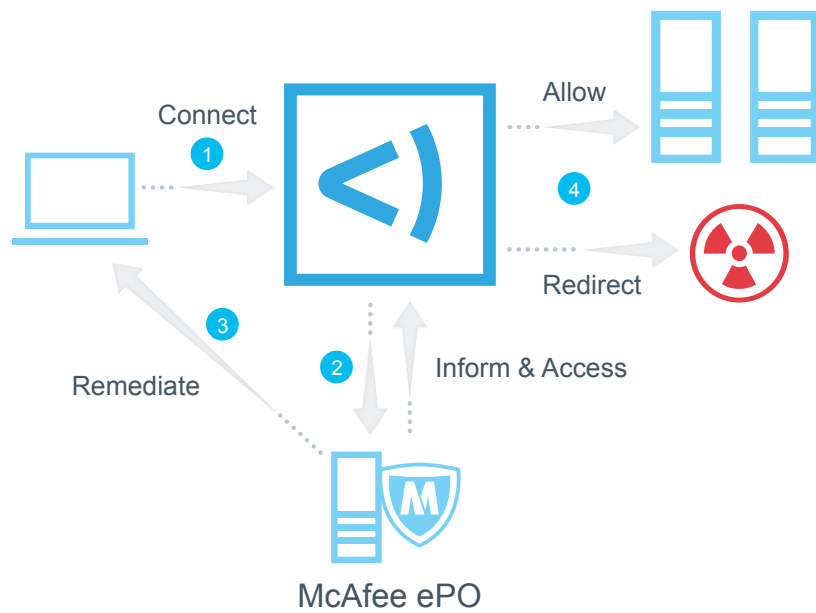 Connect
1
Allow
4
Redirect
3
2
Inform & Access
Remediate
M
McAfee ePO